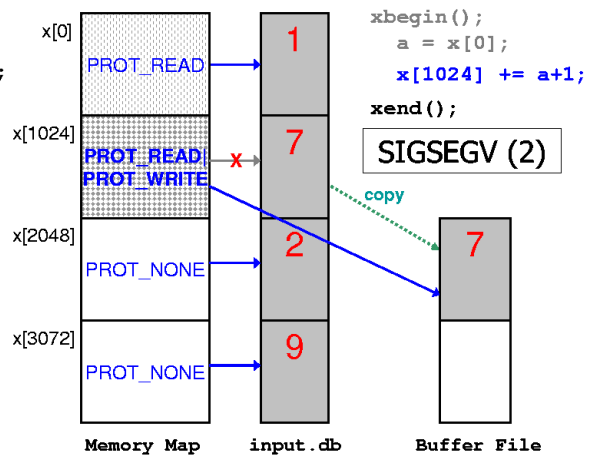 x[0]
PROT_READ
1
xbegin();
a = x[0];
x[1024] += a+1;
xend();
;
x[1024]
PROT_READ|
PROT_WRITE
x
7
SIGSEGV (2)
copy
x[2048]
PROT_NONE
2
7
x[3072]
PROT_NONE
9
Memory Map
input.db
Buffer File